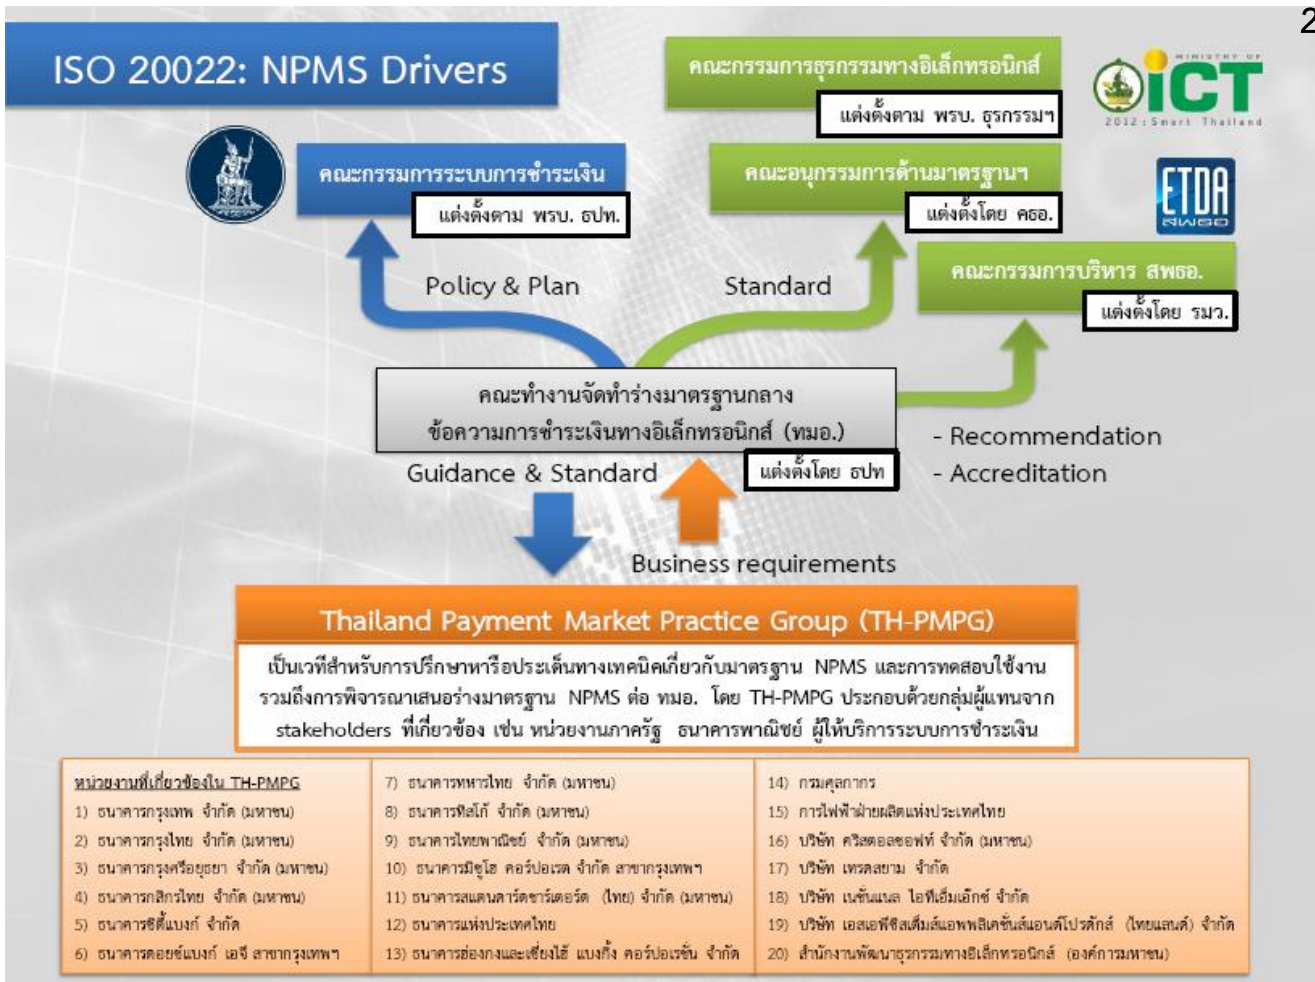 2
ISO 20022: NPMS Drivers
คณะกรรมการธุรกรรมทางอิเล็กทรอนิกส์
แต่งตั้งตาม พรบ. ธุรกรรมฯ
MINISTRY OF
ICT
2012 : Smart Thailand
คณะกรรมการระบบการชำระเงิน
แต่งตั้งตาม พรบ. ธปท.
คณะอนุกรรมการด้านมาตรฐานฯ
แต่งตั้งโดย คธอ.
ETDA
สพธอ
คณะกรรมการบริหาร สพธอ.
แต่งตั้งโดย รมว.
Policy & Plan
Standard
คณะทำงานจัดทำร่างมาตรฐานกลาง
ข้อความการชำระเงินทางอิเล็กทรอนิกส์ (ทมอ.)
แต่งตั้งโดย ธปท
- Recommendation
- Accreditation
Guidance & Standard
Business requirements
Thailand Payment Market Practice Group (TH-PMPG)
เป็นเวทีสำหรับการปรึกษาหารือประเด็นทางเทคนิคเกี่ยวกับมาตรฐาน NPMS และการทดสอบใช้งาน
รวมถึงการพิจารณาเสนอร่างมาตรฐาน NPMS ต่อ ทมอ. โดย TH-PMPG ประกอบด้วยกลุ่มผู้แทนจาก
stakeholders ที่เกี่ยวข้อง เช่น หน่วยงานภาครัฐ ธนาคารพาณิชย์ ผู้ให้บริการระบบการชำระเงิน
หน่วยงานที่เกี่ยวข้องใน TH-PMPG
1) ธนาคารกรุงเทพ จำกัด (มหาชน)
2) ธนาคารกรุงไทย จำกัด (มหาชน)
3) ธนาคารกรุงศรีอยุธยา จำกัด (มหาชน)
4) ธนาคารกสิกรไทย จำกัด (มหาชน)
5) ธนาคารซิตี้แบงก์ จำกัด
6) ธนาคารดอยซ์แบงก์ เอจี สาขากรุงเทพฯ
7) ธนาคารทหารไทย จำกัด (มหาชน)
8) ธนาคารทิสโก้ จำกัด (มหาชน)
9) ธนาคารไทยพาณิชย์ จำกัด (มหาชน)
10) ธนาคารมิซูโฮ คอร์ปอเรต จำกัด สาขากรุงเทพฯ
11) ธนาคารสแตนดาร์ดชาร์เตอร์ด (ไทย) จำกัด (มหาชน)
12) ธนาคารแห่งประเทศไทย
13) ธนาคารฮ่องกงและเซี่ยงไฮ้ แบงกิ้ง คอร์ปอเรชั่น จำกัด
14) กรมศุลกากร
15) การไฟฟ้าฝ่ายผลิตแห่งประเทศไทย
16) บริษัท คริสตอลซอฟท์ จำกัด (มหาชน)
17) บริษัท เทรดสยาม จำกัด
18) บริษัท เนชั่นแนล ไอทีเอ็มเอ๊กซ์ จำกัด
19) บริษัท เอสเอพีซิสเต็มส์แอพพลิเคชั่นส์แอนด์โปรดักส์ (ไทยแลนด์) จำกัด
20) สำนักงานพัฒนาธุรกรรมทางอิเล็กทรอนิกส์ (องค์การมหาชน)